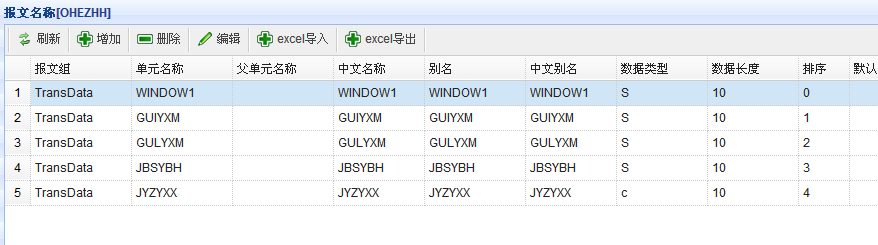 报文名称[OHEZHH]
刷新 增加 删除 编辑 excel导入 excel导出
报文组 单元名称 父单元名称 中文名称 别名 中文别名 数据类型 数据长度 排序 默认
1 TransData WINDOW1 WINDOW1 WINDOW1 WINDOW1 S 10 0
2 TransData GUIYXM GUIYXM GUIYXM GUIYXM S 10 1
3 TransData GULYXM GULYXM GULYXM GULYXM S 10 2
4 TransData JBSYBH JBSYBH JBSYBH JBSYBH S 10 3
5 TransData JYZYXX JYZYXX JYZYXX JYZYXX c 10 4